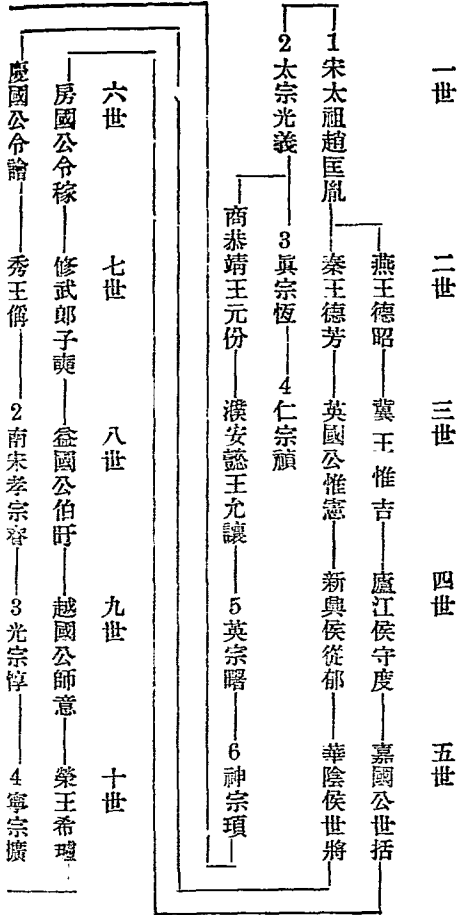 一世 二世 三世 四世 五世
燕王德昭 冀王惟吉 廬江侯守度 嘉國公世括
1 宋太祖趙匡胤 秦王德芳 英國公惟憲 新興侯從郁 華陰侯世將
2 太宗光義 3 眞宗恆 4 仁宗禎
商恭靖王元份 濮安懿王允讓 5 英宗曙 6 神宗頊
六世 七世 八世 九世 十世
房國公令稼 修武郎子奭 益國公伯旴 越國公師意 榮王希瓐
慶國公令譮 秀王偁 2 南宋孝宗眘 3 光宗惇 4 寧宗擴